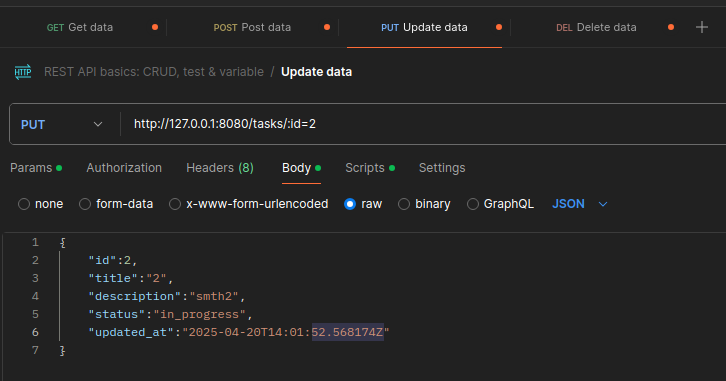 GET Get data POST Post data PUT Update data DEL Delete data
HTTP REST API basics: CRUD, test & variable / Update data
PUT http://127.0.0.1:8080/tasks/:id=2
Params Authorization Headers (8) Body Scripts Settings
none form-data x-www-form-urlencoded raw binary GraphQL JSON
1 {
2 "id":2,
3 "title":"2",
4 "description":"smth2",
5 "status":"in_progress",
6 "updated_at":"2025-04-20T14:01:52.568174Z"
7 }